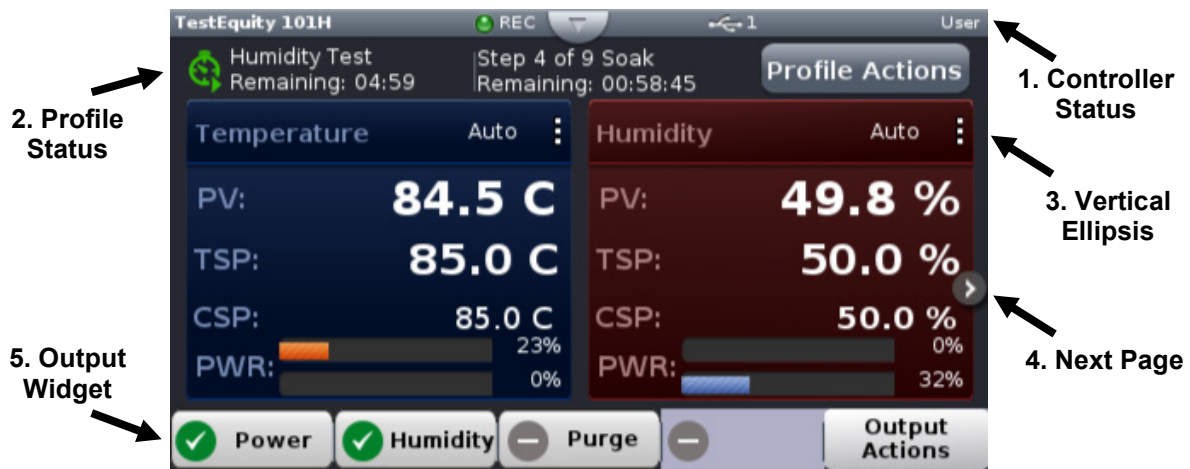 TestEquity 101H
REC
1
User
Humidity Test
Remaining: 04:59
Step 4 of 9 Soak
Remaining: 00:58:45
Profile Actions
1. Controller
Status
2. Profile
Status
Temperature
Auto
Humidity
Auto
3. Vertical
Ellipsis
PV:
84.5 C
PV:
49.8 %
TSP:
85.0 C
TSP:
50.0 %
CSP:
85.0 C
CSP:
50.0 %
PWR:
23%
0%
PWR:
0%
32%
4. Next Page
5. Output
Widget
Power
Humidity
Purge
Output
Actions